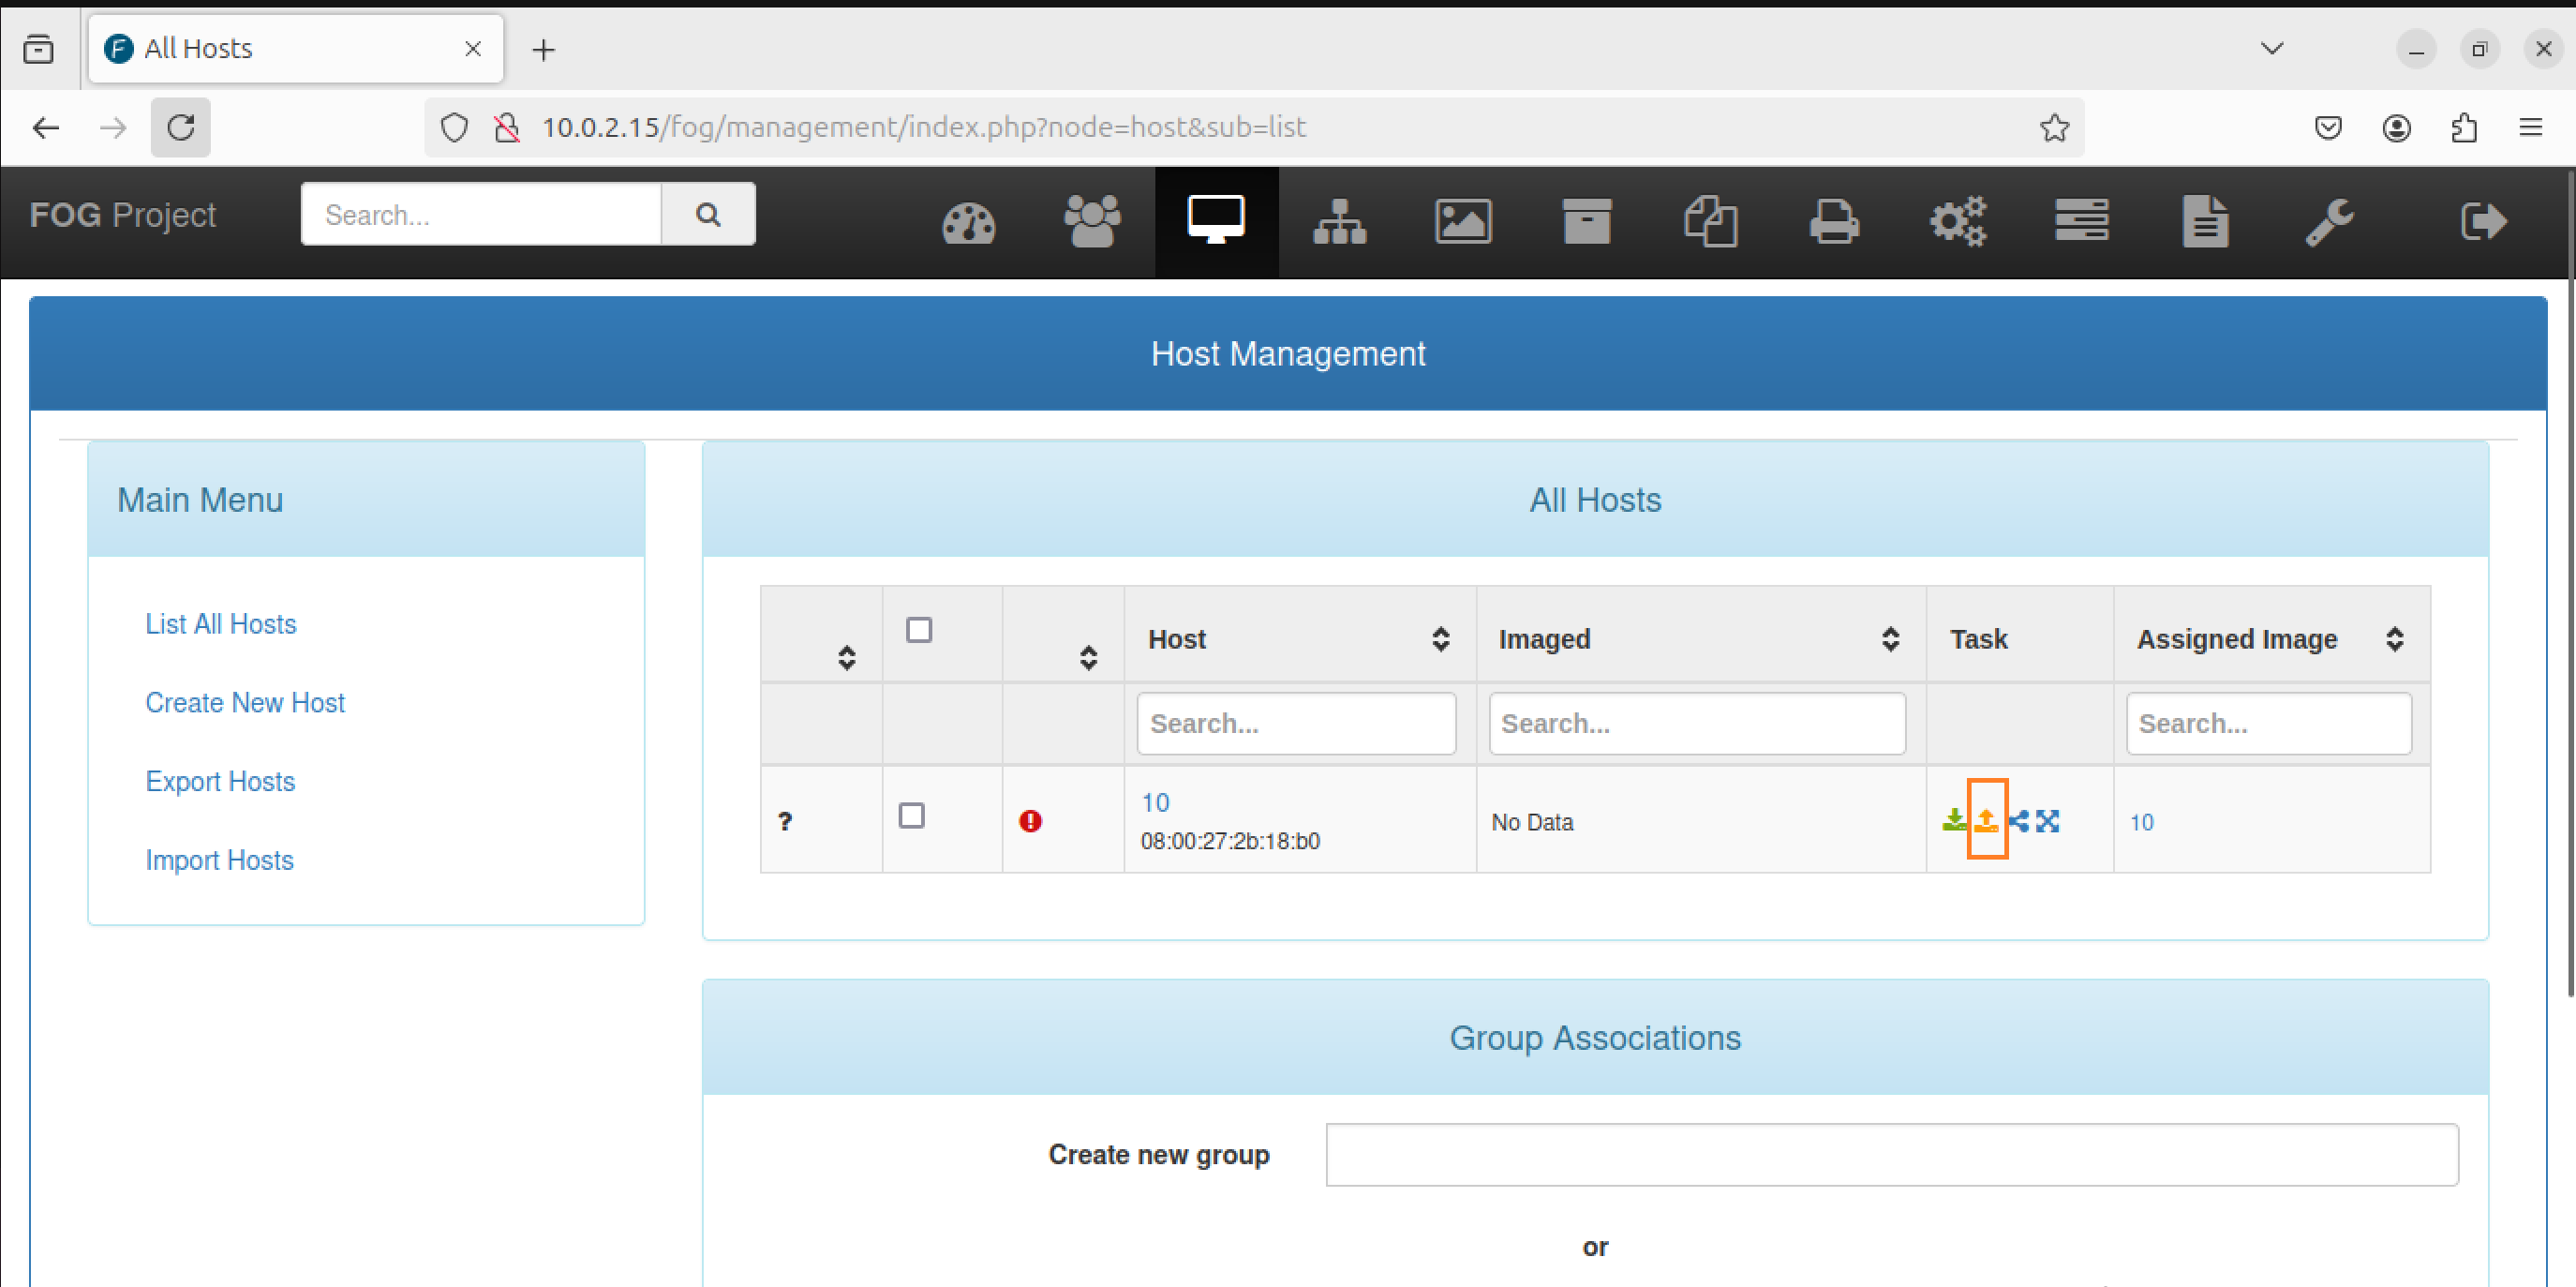 All Hosts
10.0.2.15/fog/management/index.php?node=host&sub=list
FOG Project
Search...
Host Management
Main Menu
List All Hosts
Create New Host
Export Hosts
Import Hosts
All Hosts
Host Imaged Task Assigned Image
Search... Search... Search...
? 10 No Data 10
08:00:27:2b:18:b0
Group Associations
Create new group
or